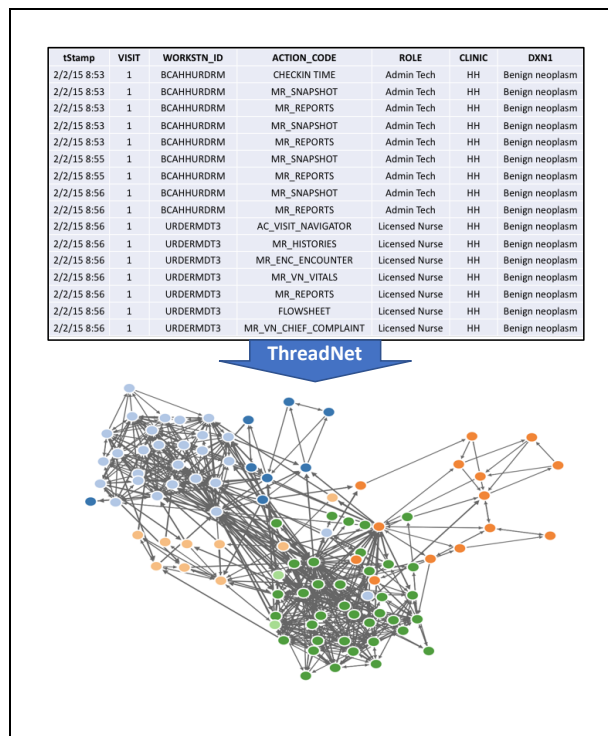 tStamp VISIT WORKSTN_ID ACTION_CODE ROLE CLINIC DXN1
2/2/15 8:53 1 BCAHHURDRM CHECKIN TIME Admin Tech HH Benign neoplasm
2/2/15 8:53 1 BCAHHURDRM MR_SNAPSHOT Admin Tech HH Benign neoplasm
2/2/15 8:53 1 BCAHHURDRM MR_REPORTS Admin Tech HH Benign neoplasm
2/2/15 8:53 1 BCAHHURDRM MR_SNAPSHOT Admin Tech HH Benign neoplasm
2/2/15 8:53 1 BCAHHURDRM MR_REPORTS Admin Tech HH Benign neoplasm
2/2/15 8:55 1 BCAHHURDRM MR_SNAPSHOT Admin Tech HH Benign neoplasm
2/2/15 8:55 1 BCAHHURDRM MR_REPORTS Admin Tech HH Benign neoplasm
2/2/15 8:56 1 BCAHHURDRM MR_SNAPSHOT Admin Tech HH Benign neoplasm
2/2/15 8:56 1 BCAHHURDRM MR_REPORTS Admin Tech HH Benign neoplasm
2/2/15 8:56 1 URDERMDT3 AC_VISIT_NAVIGATOR Licensed Nurse HH Benign neoplasm
2/2/15 8:56 1 URDERMDT3 MR_HISTORIES Licensed Nurse HH Benign neoplasm
2/2/15 8:56 1 URDERMDT3 MR_ENC_ENCOUNTER Licensed Nurse HH Benign neoplasm
2/2/15 8:56 1 URDERMDT3 MR_VN_VITALS Licensed Nurse HH Benign neoplasm
2/2/15 8:56 1 URDERMDT3 MR_REPORTS Licensed Nurse HH Benign neoplasm
2/2/15 8:56 1 URDERMDT3 FLOWSHEET Licensed Nurse HH Benign neoplasm
2/2/15 8:56 1 URDERMDT3 MR_VN_CHIEF_COMPLAINT Licensed Nurse HH Benign neoplasm
ThreadNet